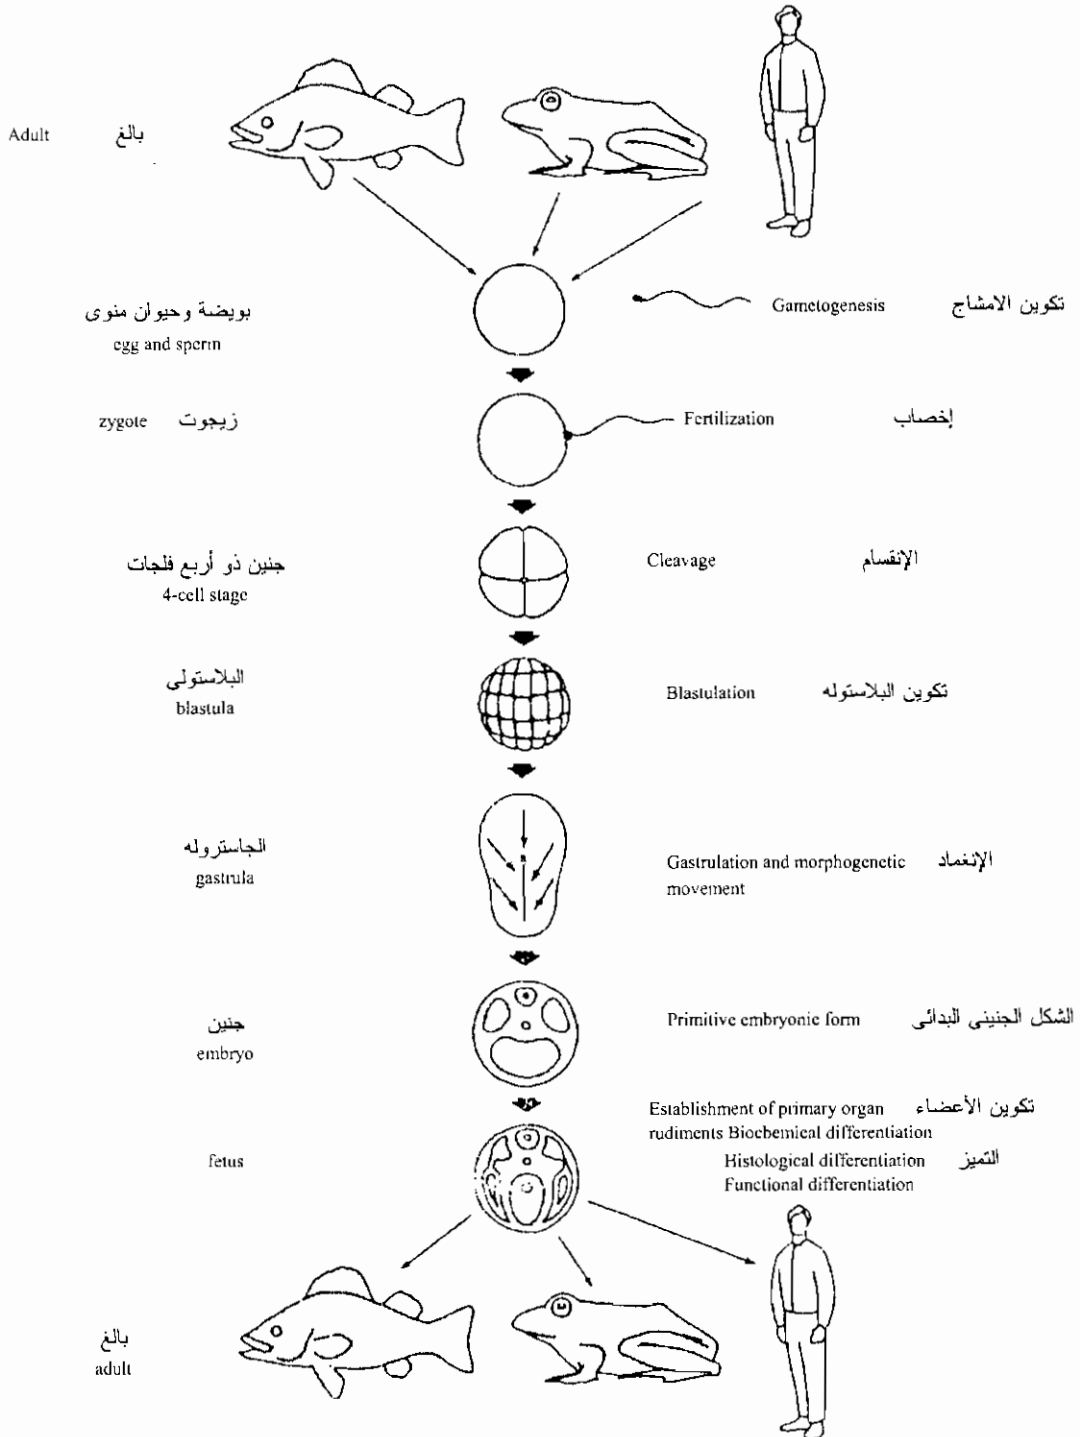 Adult بالغ
بويضة وحيوان منوى
egg and sperm
Gametogenesis تكوين الامشاج
zygote زيجوت
Fertilization إخصاب
جنين ذو أربع فلجات
4-cell stage
Cleavage الإنقسام
البلاستولي
blastula
Blastulation تكوين البلاستوله
الجاستروله
gastrula
Gastrulation and morphogenetic الإنغماد
movement
جنين
embryo
Primitive embryonic form الشكل الجنيني البدائى
Establishment of primary organ تكوين الأعضاء
rudiments Biochemical differentiation
fetus
Histological differentiation التميز
Functional differentiation
بالغ
adult